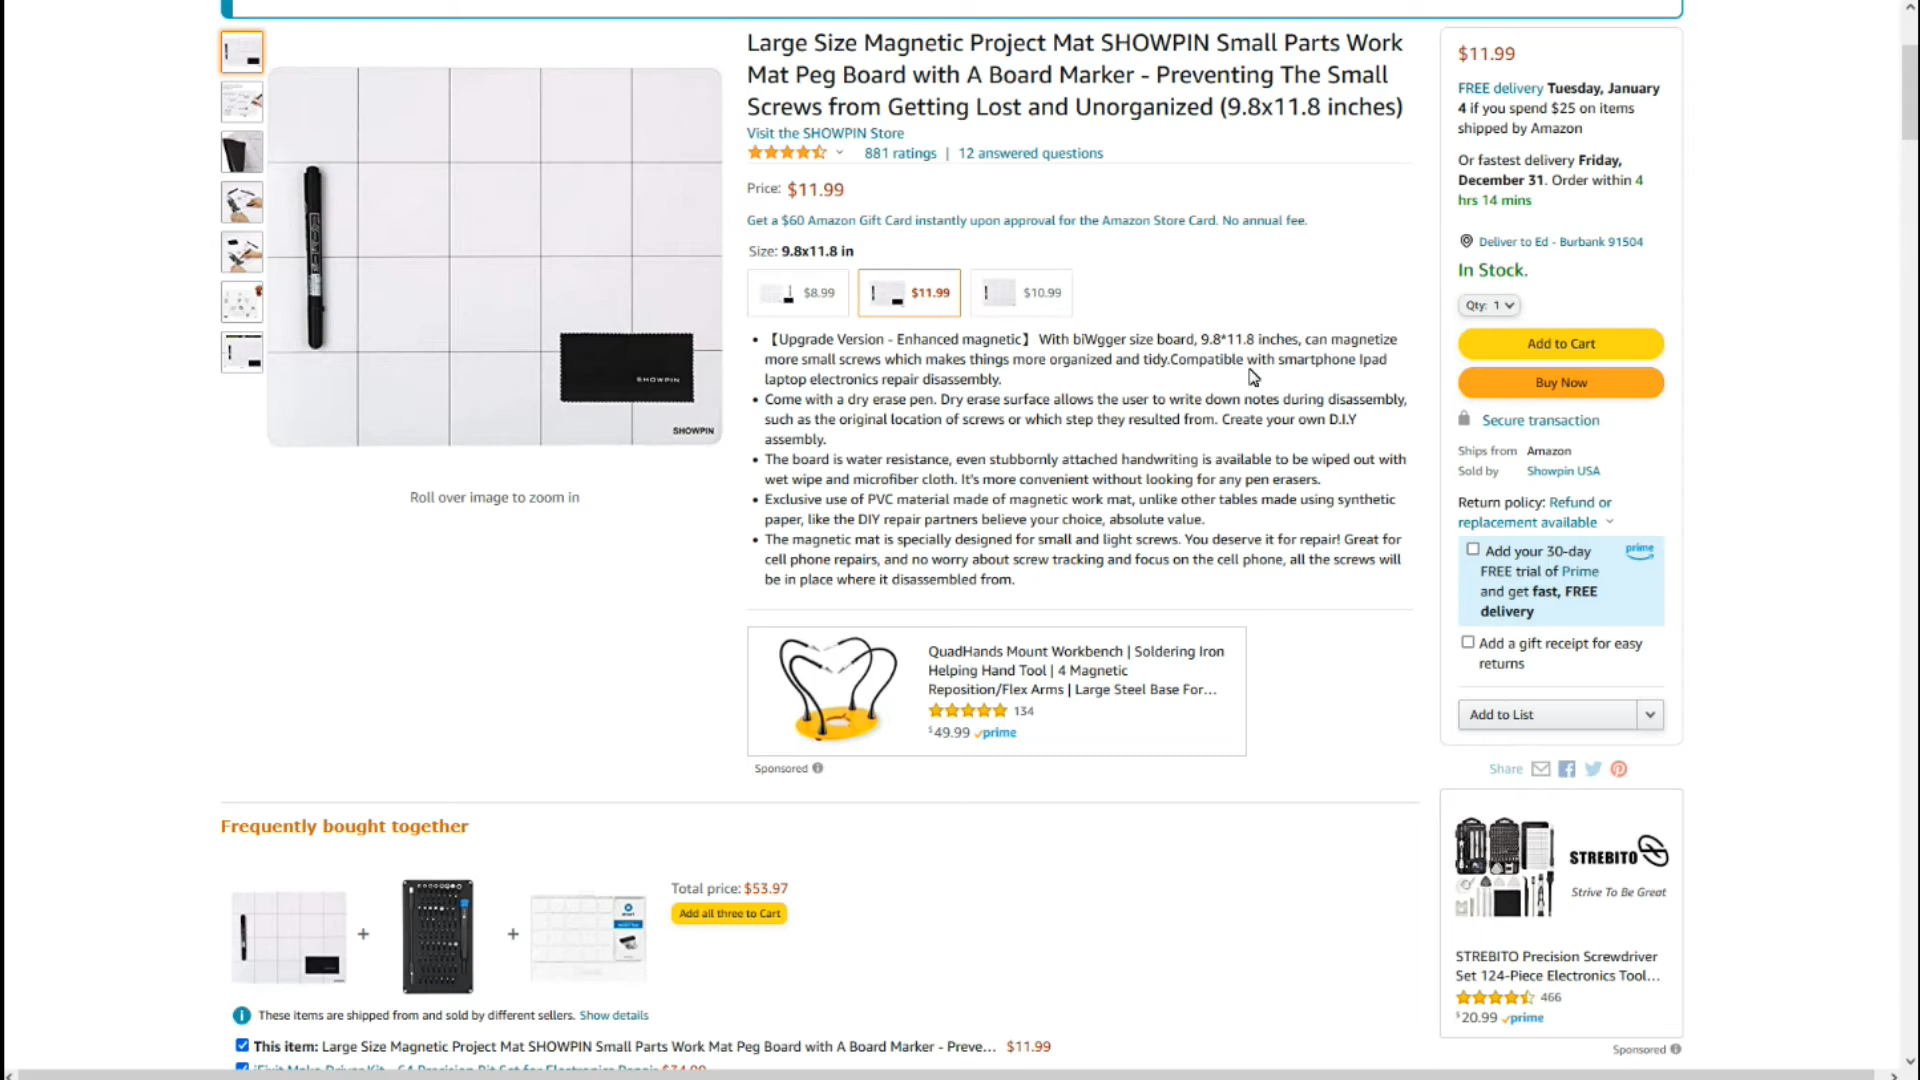 Large Size Magnetic Project Mat SHOWPIN Small Parts Work
Mat Peg Board with A Board Marker - Preventing The Small
Screws from Getting Lost and Unorganized (9.8x11.8 inches)
Visit the SHOWPIN Store
881 ratings | 12 answered questions
Price: $11.99
Get a $60 Amazon Gift Card instantly upon approval for the Amazon Store Card. No annual fee.
Size: 9.8x11.8 in
$8.99
$11.99
$10.99
• 【Upgrade Version - Enhanced magnetic】 With biWgger size board, 9.8*11.8 inches, can magnetize
more small screws which makes things more organized and tidy.Compatible with smartphone Ipad
laptop electronics repair disassembly.
• Come with a dry erase pen. Dry erase surface allows the user to write down notes during disassembly,
such as the original location of screws or which step they resulted from. Create your own D.I.Y
assembly.
• The board is water resistance, even stubbornly attached handwriting is available to be wiped out with
wet wipe and microfiber cloth. It's more convenient without looking for any pen erasers.
• Exclusive use of PVC material made of magnetic work mat, unlike other tables made using synthetic
paper, like the DIY repair partners believe your choice, absolute value.
• The magnetic mat is specially designed for small and light screws. You deserve it for repair! Great for
cell phone repairs, and no worry about screw tracking and focus on the cell phone, all the screws will
be in place where it disassembled from.
SHOWPIN
SHOWPIN
Roll over image to zoom in
QuadHands Mount Workbench | Soldering Iron
Helping Hand Tool | 4 Magnetic
Reposition/Flex Arms | Large Steel Base For...
134
$49.99 prime
Sponsored
$11.99
FREE delivery Tuesday, January
4 if you spend $25 on items
shipped by Amazon
Or fastest delivery Friday,
December 31. Order within 4
hrs 14 mins
Deliver to Ed - Burbank 91504
In Stock.
Qty: 1
Add to Cart
Buy Now
Secure transaction
Ships from Amazon
Sold by Showpin USA
Return policy: Refund or
replacement available
Add your 30-day
FREE trial of Prime
and get fast, FREE
delivery
prime
Add a gift receipt for easy
returns
Add to List
Share
STREBITO
Strive To Be Great
STREBITO Precision Screwdriver
Set 124-Piece Electronics Tool...
466
$20.99 prime
Sponsored
Frequently bought together
+
+
Total price: $53.97
Add all three to Cart
These items are shipped from and sold by different sellers. Show details
This item: Large Size Magnetic Project Mat SHOWPIN Small Parts Work Mat Peg Board with A Board Marker - Preve... $11.99